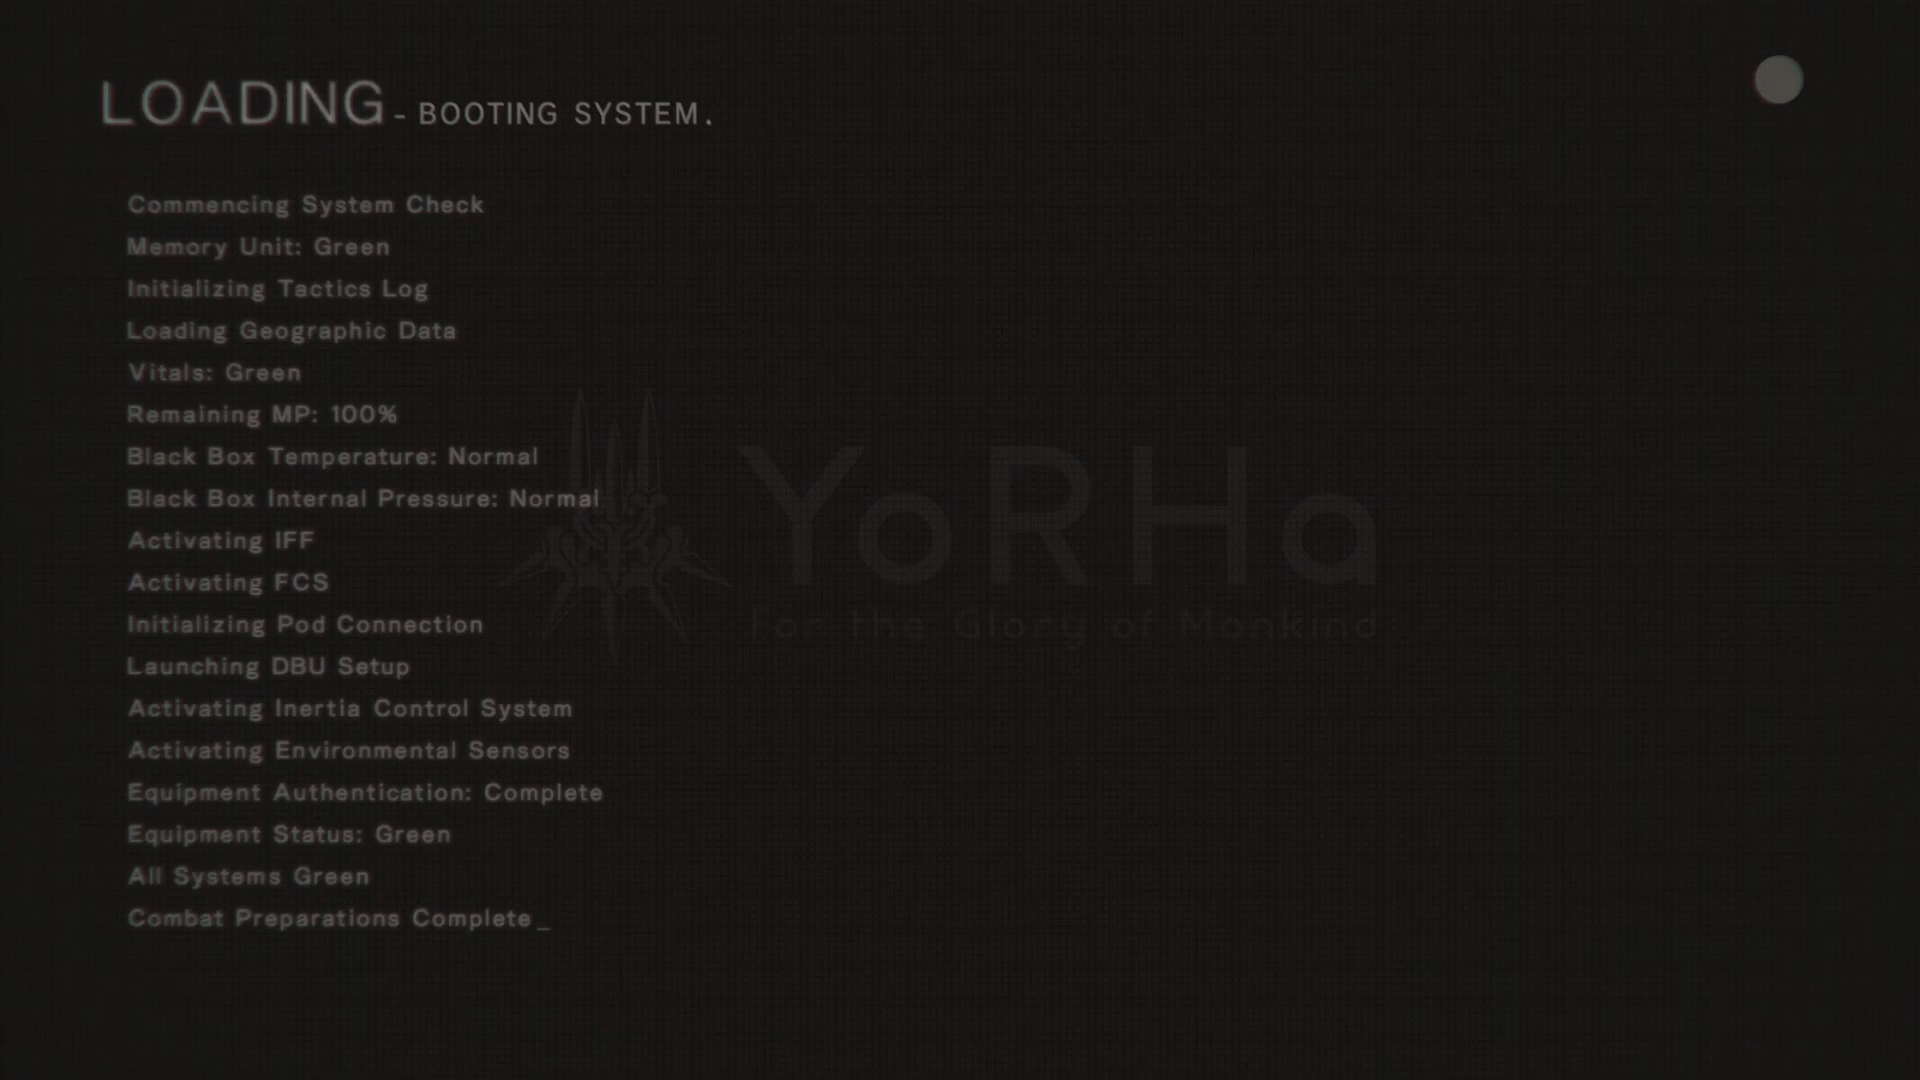 LOADING - BOOTING SYSTEM.
Commencing System Check
Memory Unit: Green
Initializing Tactics Log
Loading Geographic Data
Vitals: Green
Remaining MP: 100%
Black Box Temperature: Normal
Black Box Internal Pressure: Normal
Activating IFF
Activating FCS
Initializing Pod Connection
Launching DBU Setup
Activating Inertia Control System
Activating Environmental Sensors
Equipment Authentication: Complete
Equipment Status: Green
All Systems Green
Combat Preparations Complete_
YoRHa
For the Glory of Mankind